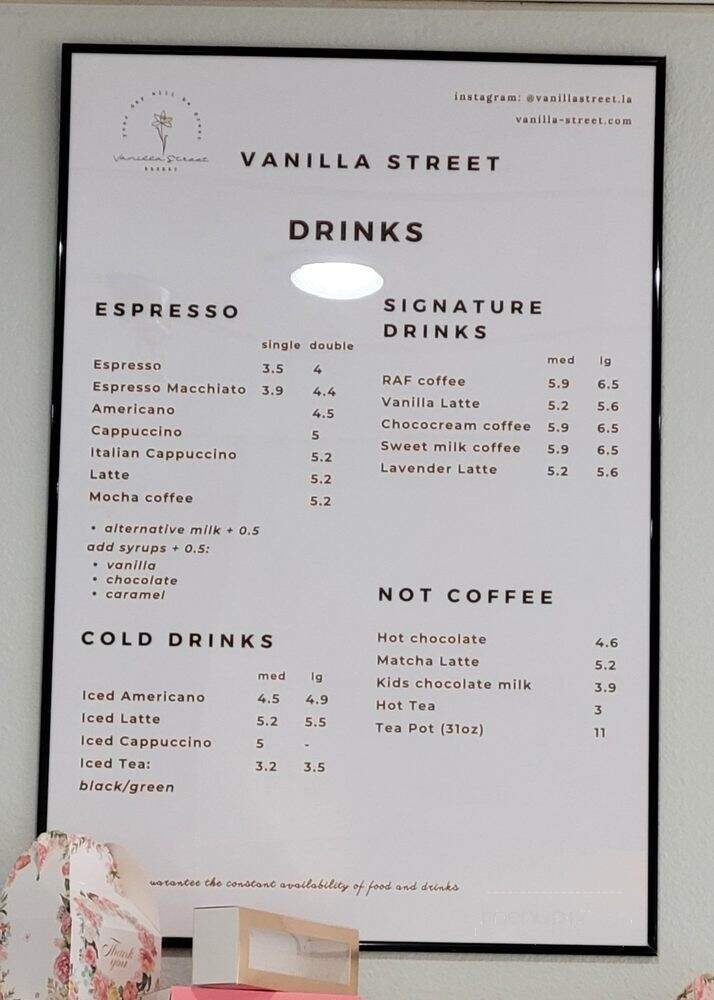 instagram: @vanillastreet.la
vanilla-street.com
Vanilla Street
BAKERY
VANILLA STREET
DRINKS
ESPRESSO
single double
Espresso 3.5 4
Espresso Macchiato 3.9 4.4
Americano 4.5
Cappuccino 5
Italian Cappuccino 5.2
Latte 5.2
Mocha coffee 5.2
• alternative milk + 0.5
add syrups + 0.5:
• vanilla
• chocolate
• caramel
COLD DRINKS
med lg
Iced Americano 4.5 4.9
Iced Latte 5.2 5.5
Iced Cappuccino 5 -
Iced Tea: 3.2 3.5
black/green
SIGNATURE
DRINKS
med lg
RAF coffee 5.9 6.5
Vanilla Latte 5.2 5.6
Chococream coffee 5.9 6.5
Sweet milk coffee 5.9 6.5
Lavender Latte 5.2 5.6
NOT COFFEE
Hot chocolate 4.6
Matcha Latte 5.2
Kids chocolate milk 3.9
Hot Tea 3
Tea Pot (31oz) 11
the constant availability of food and drinks
Thank
you